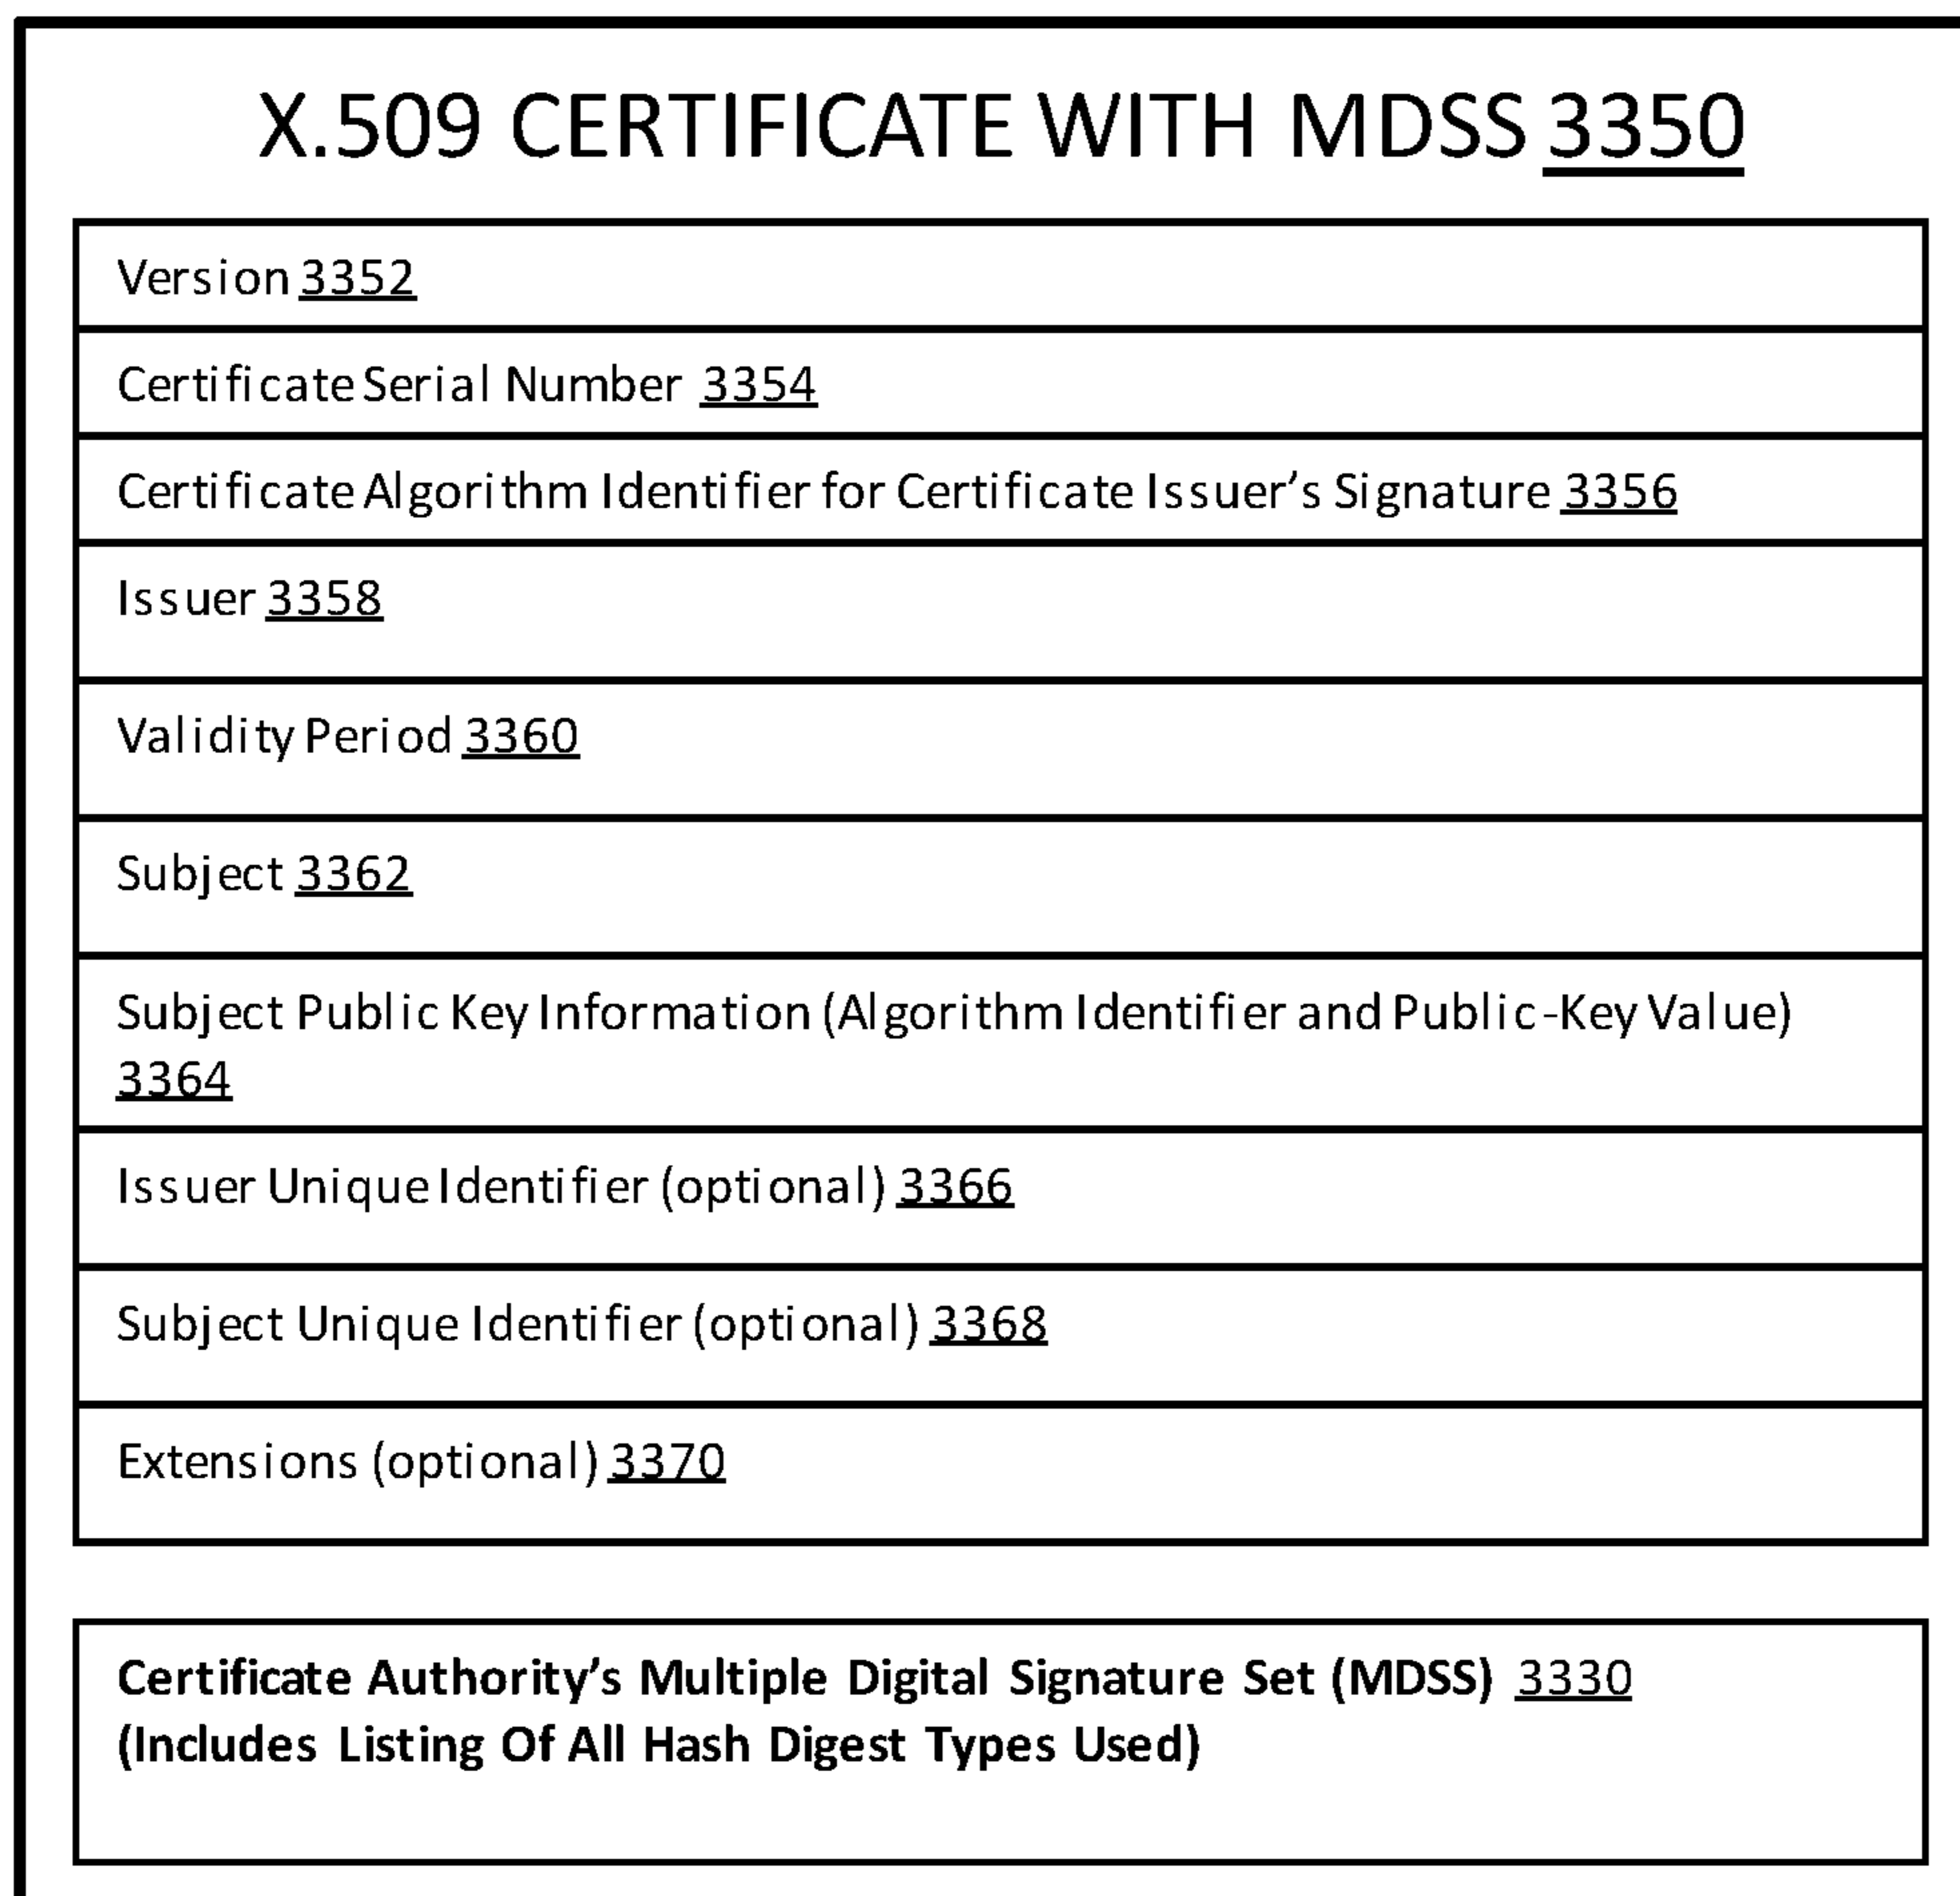 X.509 CERTIFICATE WITH MDSS 3350
Version 3352
Certificate Serial Number 3354
Certificate Algorithm Identifier for Certificate Issuer’s Signature 3356
Issuer 3358
Validity Period 3360
Subject 3362
Subject Public Key Information (Algorithm Identifier and Public-Key Value)
3364
Issuer Unique Identifier (optional) 3366
Subject Unique Identifier (optional) 3368
Extensions (optional) 3370
Certificate Authority’s Multiple Digital Signature Set (MDSS) 3330
(Includes Listing Of All Hash Digest Types Used)